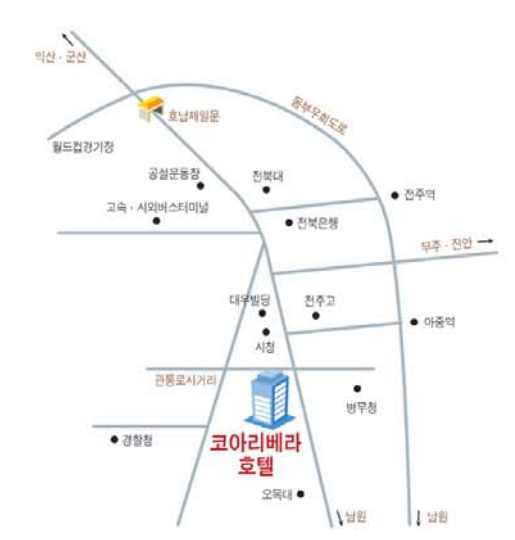 익산·군산
호남제일문
동부우회도로
월드컵경기장
공설운동장
전북대
전주역
고속·시외버스터미널
전북은행
무주·진안
대우빌딩
전주고
아중역
시청
관통로사거리
병무청
코아리베라
호텔
경찰청
오목대
남원
남원